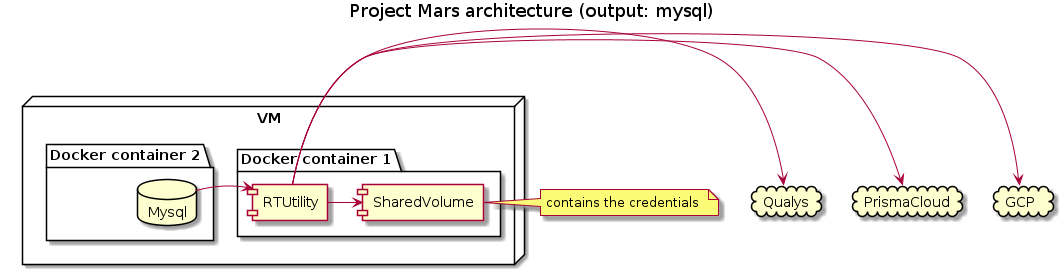 Project Mars architecture (output: mysql)
VM
Docker container 2
Docker container 1
Mysql
RTUtility
SharedVolume
contains the credentials
Qualys
PrismaCloud
GCP